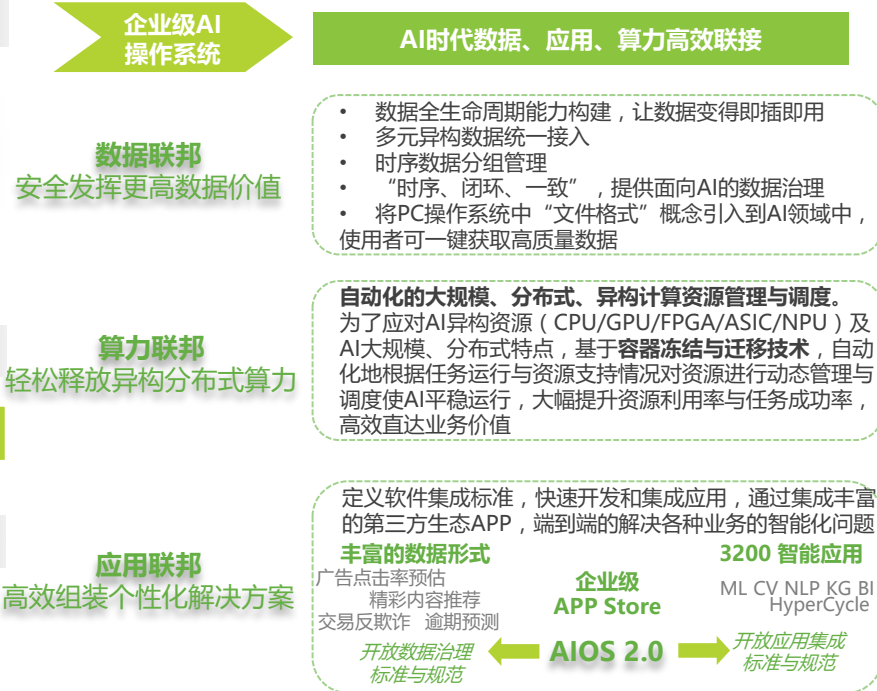 企业级AI
操作系统
AI时代数据、应用、算力高效联接
数据联邦
安全发挥更高数据价值
• 数据全生命周期能力构建，让数据变得即插即用
• 多元异构数据统一接入
• 时序数据分组管理
• “时序、闭环、一致”，提供面向AI的数据治理
• 将PC操作系统中“文件格式”概念引入到AI领域中，
使用者可一键获取高质量数据
算力联邦
轻松释放异构分布式算力
自动化的大规模、分布式、异构计算资源管理与调度。
为了应对AI异构资源（CPU/GPU/FPGA/ASIC/NPU）及
AI大规模、分布式特点，基于容器冻结与迁移技术，自动
化地根据任务运行与资源支持情况对资源进行动态管理与
调度使AI平稳运行，大幅提升资源利用率与任务成功率，
高效直达业务价值
应用联邦
高效组装个性化解决方案
定义软件集成标准，快速开发和集成应用，通过集成丰富
的第三方生态APP，端到端的解决各种业务的智能化问题
丰富的数据形式
广告点击率预估
精彩内容推荐
交易反欺诈 逾期预测
开放数据治理
标准与规范
企业级
APP Store
AIOS 2.0
3200 智能应用
ML CV NLP KG BI
HyperCycle
开放应用集成
标准与规范